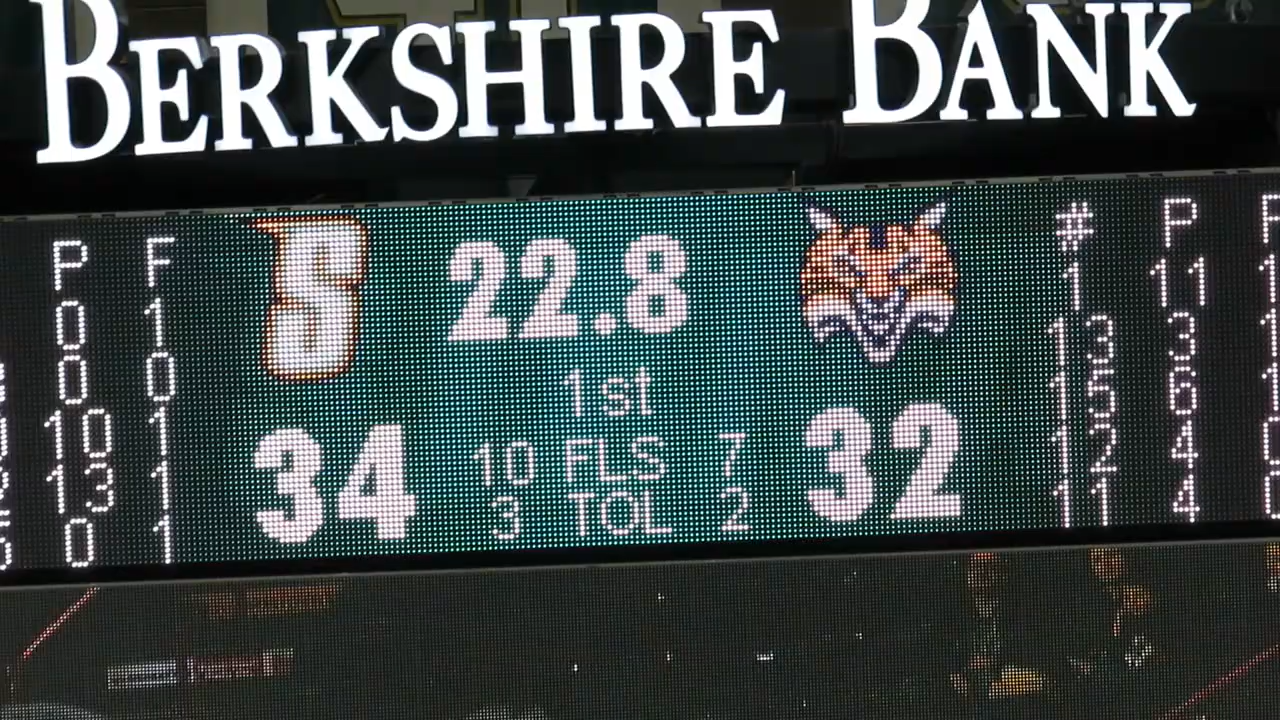 BERKSHIRE BANK
P F S 22.8 # P
0 1 1 11
0 0 1st 13 3
10 1 15 6
13 1 34 10 FLS 7 32 12 4
0 1 3 TOL 2 11 4